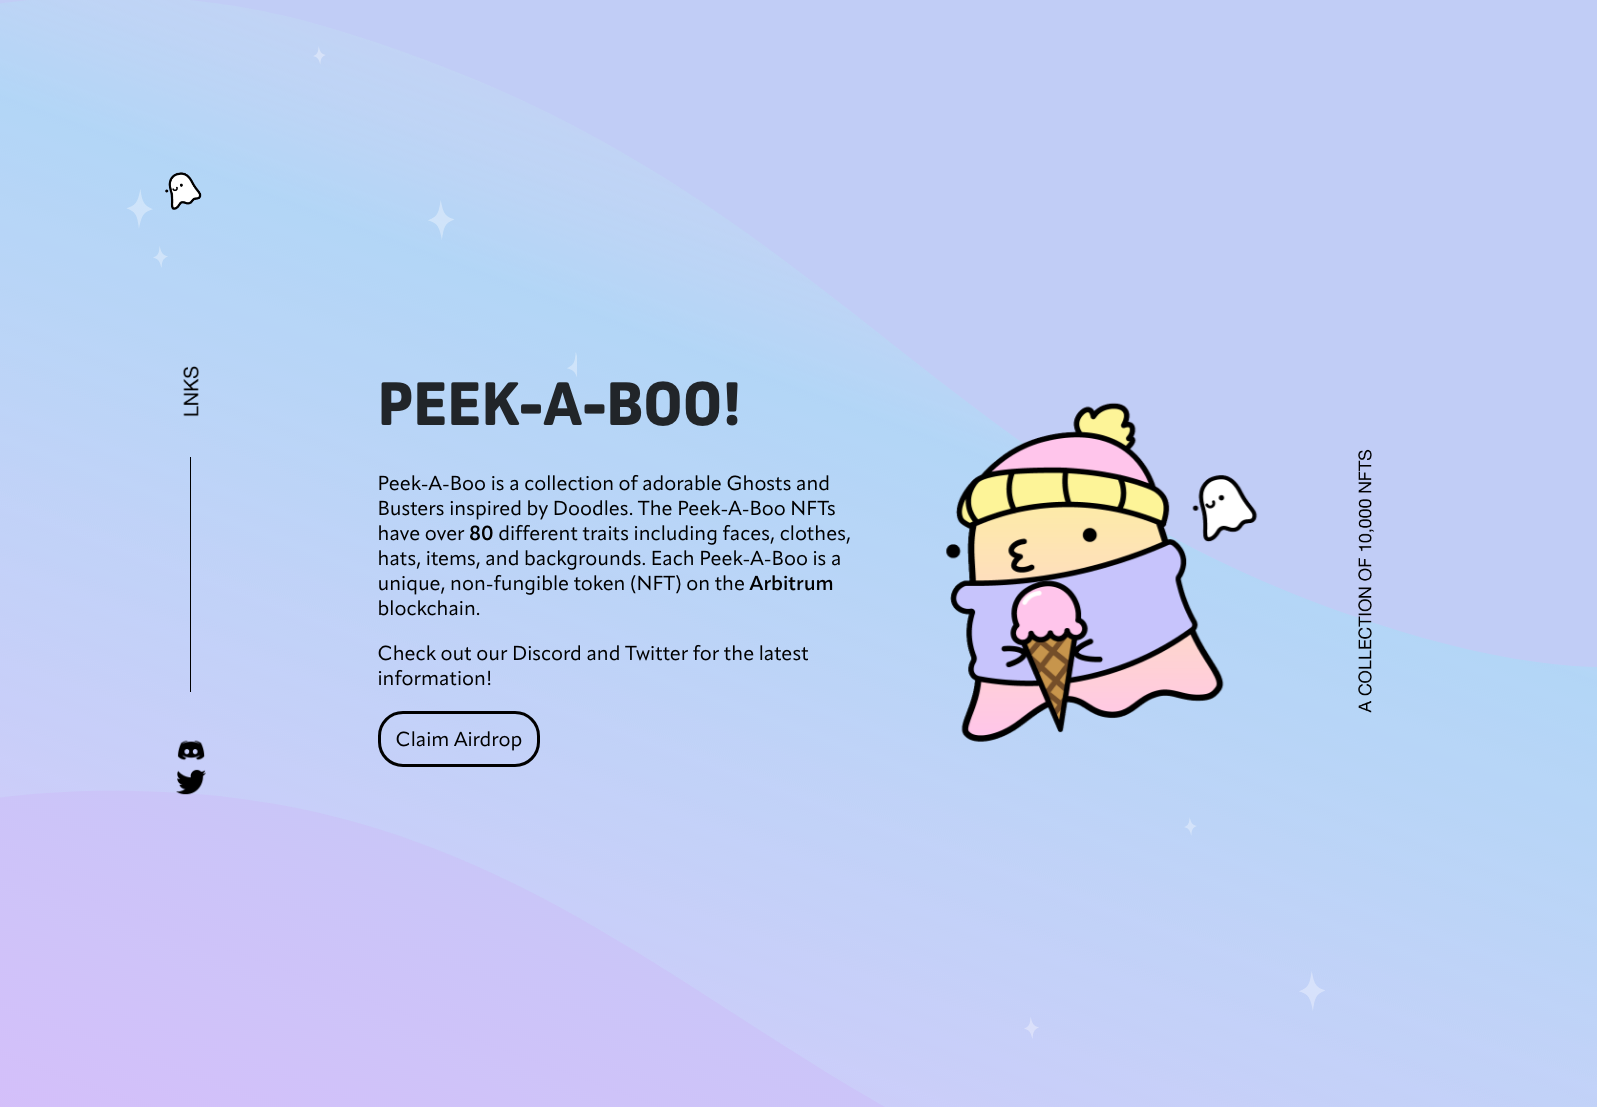 LNKS
PEEK-A-BOO!
Peek-A-Boo is a collection of adorable Ghosts and
Busters inspired by Doodles. The Peek-A-Boo NFTs
have over 80 different traits including faces, clothes,
hats, items, and backgrounds. Each Peek-A-Boo is a
unique, non-fungible token (NFT) on the Arbitrum
blockchain.
Check out our Discord and Twitter for the latest
information!
Claim Airdrop
A COLLECTION OF 10,000 NFTS